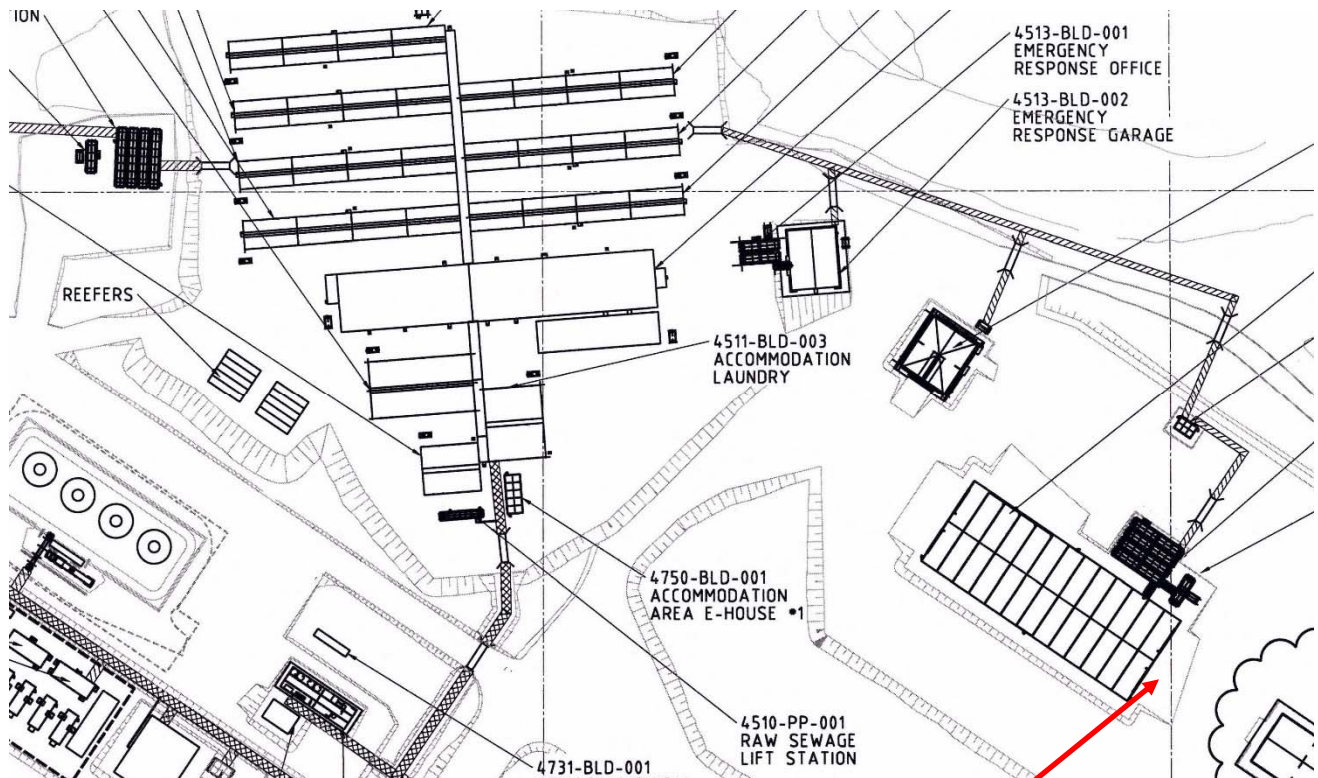 ION
4513-BLD-001
EMERGENCY
RESPONSE OFFICE
4513-BLD-002
EMERGENCY
RESPONSE GARAGE
REEFERS
4511-BLD-003
ACCOMMODATION
LAUNDRY
4750-BLD-001
ACCOMMODATION
AREA E-HOUSE #1
4510-PP-001
RAW SEWAGE
LIFT STATION
4731-BLD-001